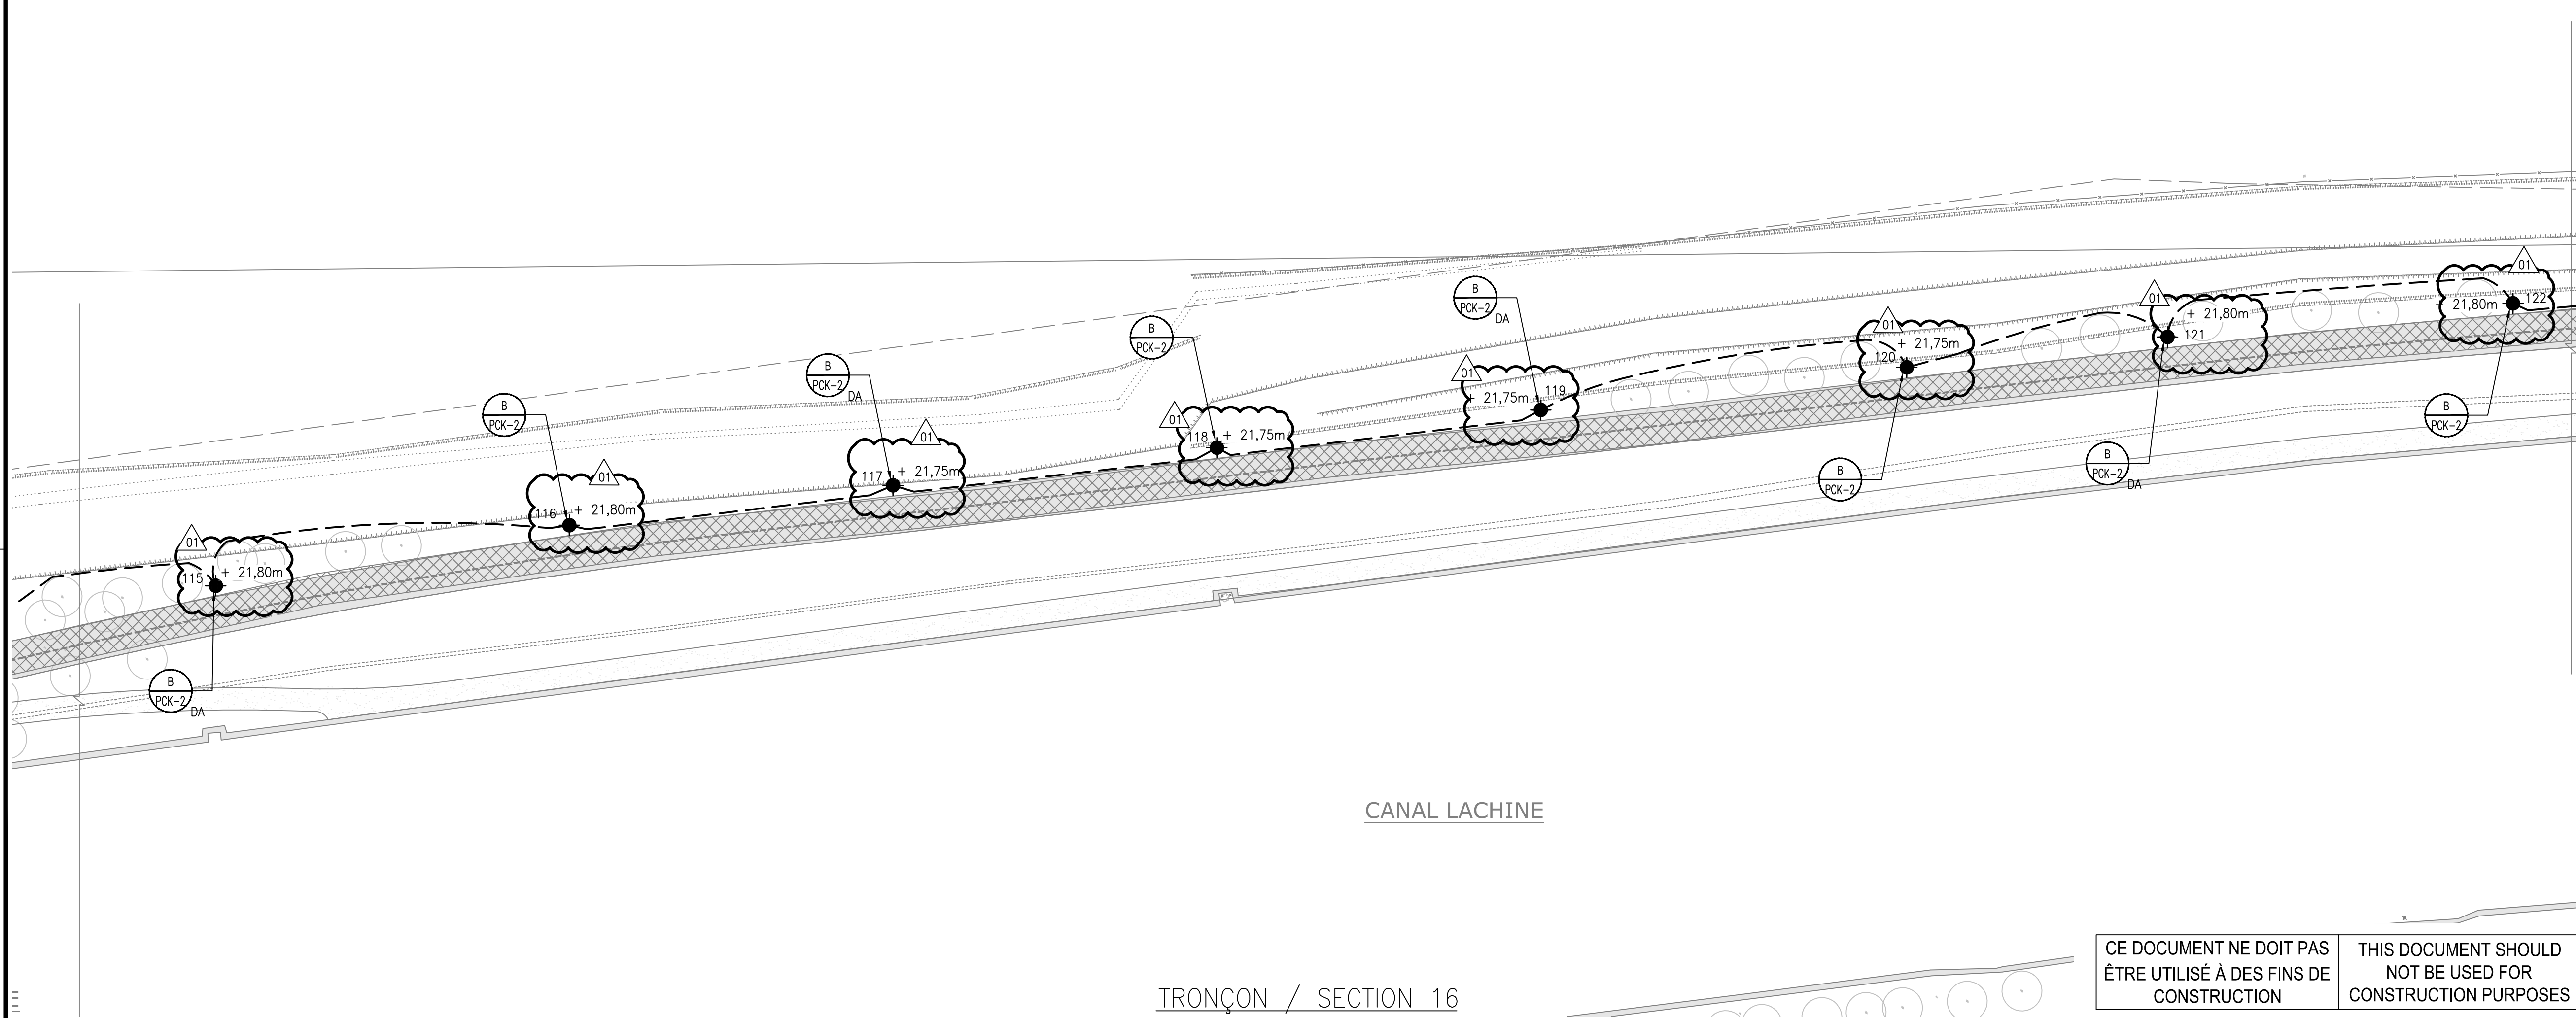 B
PCK-2
DA
01
115
+ 21,80m
B
PCK-2
01
116
+ 21,80m
B
PCK-2
DA
01
117
+ 21,75m
B
PCK-2
01
118
+ 21,75m
B
PCK-2
DA
01
119
+ 21,75m
01
+ 21,75m
120
B
PCK-2
01
+ 21,80m
121
B
PCK-2
DA
01
+ 21,80m
122
B
PCK-2
CANAL LACHINE
TRONÇON / SECTION 16
CE DOCUMENT NE DOIT PAS
ÊTRE UTILISÉ À DES FINS DE
CONSTRUCTION
THIS DOCUMENT SHOULD
NOT BE USED FOR
CONSTRUCTION PURPOSES